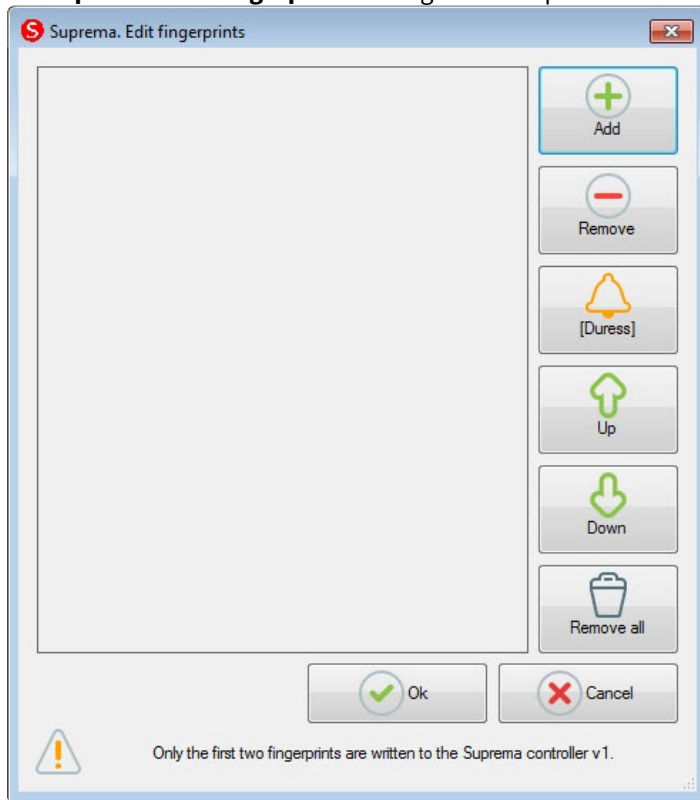 Suprema. Edit fingerprints
Add
Remove
[Duress]
Up
Down
Remove all
Ok
Cancel
Only the first two fingerprints are written to the Suprema controller v1.